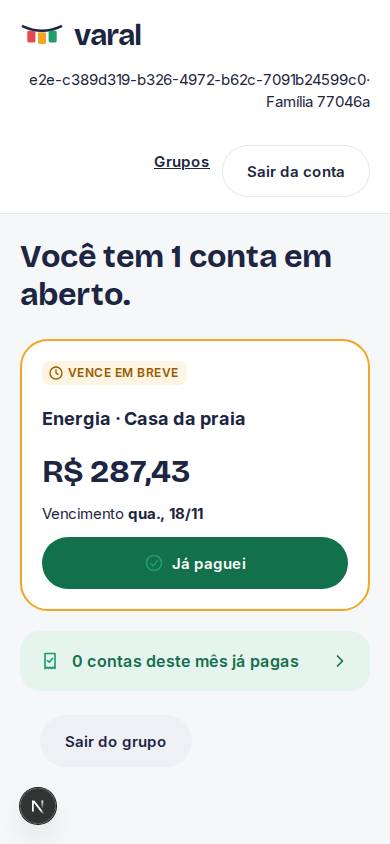 varal
e2e-c389d319-b326-4972-b62c-7091b24599c0·
Família 77046a
Grupos
Sair da conta
Você tem 1 conta em
aberto.
VENCE EM BREVE
Energia · Casa da praia
R$ 287,43
Vencimento qua., 18/11
Já paguei
0 contas deste mês já pagas
Sair do grupo
N